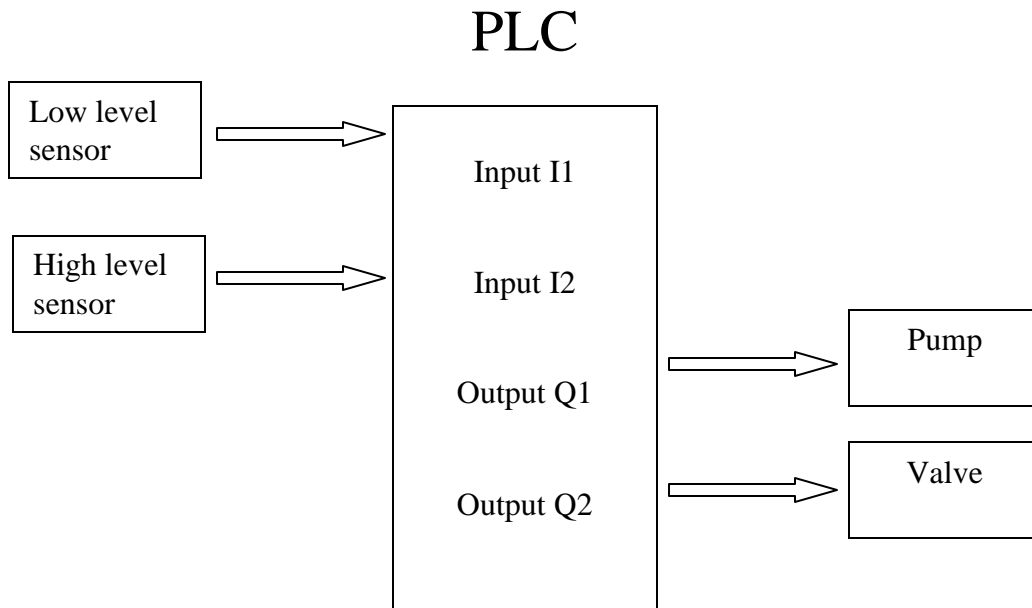 PLC
Low level
sensor
Input I1
High level
sensor
Input I2
Pump
Output Q1
Valve
Output Q2